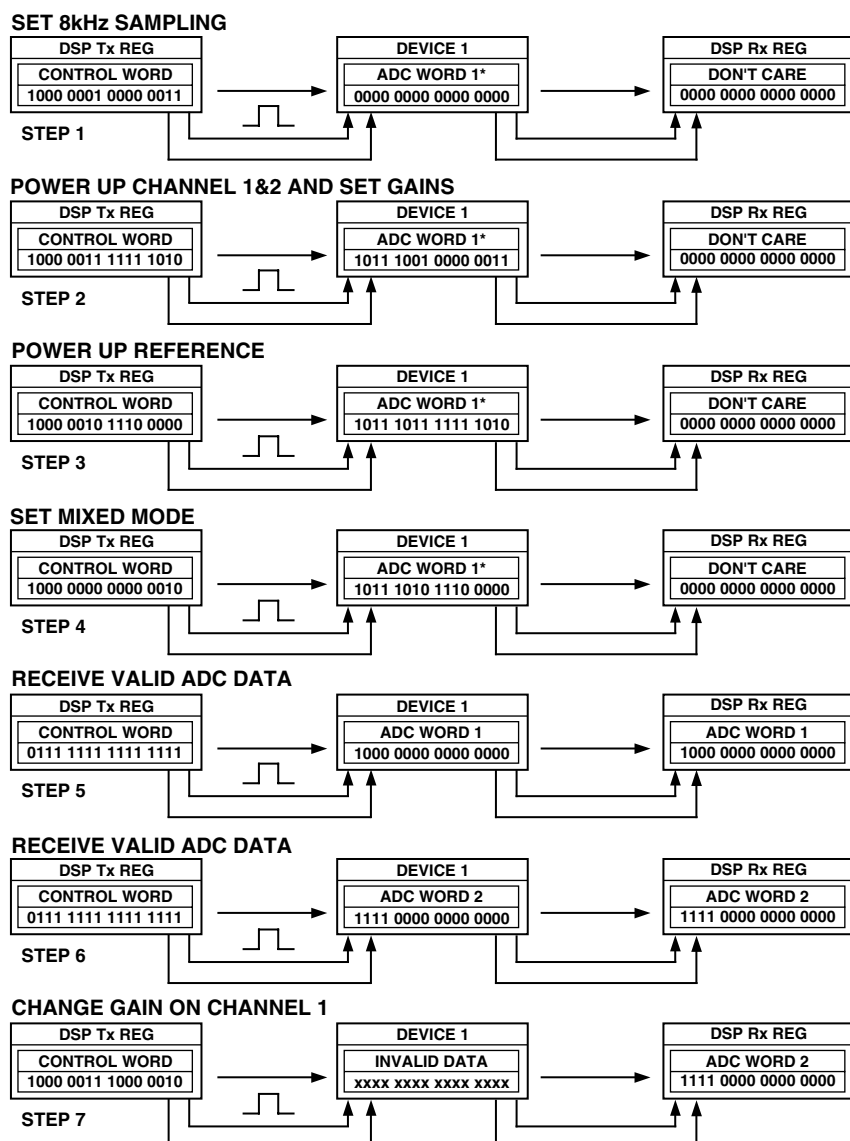 SET 8kHz SAMPLING
DSP Tx REG
CONTROL WORD
1000 0001 0000 0011
DEVICE 1
ADC WORD 1*
0000 0000 0000 0000
DSP Rx REG
DON'T CARE
0000 0000 0000 0000
STEP 1
POWER UP CHANNEL 1&2 AND SET GAINS
DSP Tx REG
CONTROL WORD
1000 0011 1111 1010
DEVICE 1
ADC WORD 1*
1011 1001 0000 0011
DSP Rx REG
DON'T CARE
0000 0000 0000 0000
STEP 2
POWER UP REFERENCE
DSP Tx REG
CONTROL WORD
1000 0010 1110 0000
DEVICE 1
ADC WORD 1*
1011 1011 1111 1010
DSP Rx REG
DON'T CARE
0000 0000 0000 0000
STEP 3
SET MIXED MODE
DSP Tx REG
CONTROL WORD
1000 0000 0000 0010
DEVICE 1
ADC WORD 1*
1011 1010 1110 0000
DSP Rx REG
DON'T CARE
0000 0000 0000 0000
STEP 4
RECEIVE VALID ADC DATA
DSP Tx REG
CONTROL WORD
0111 1111 1111 1111
DEVICE 1
ADC WORD 1
1000 0000 0000 0000
DSP Rx REG
ADC WORD 1
1000 0000 0000 0000
STEP 5
RECEIVE VALID ADC DATA
DSP Tx REG
CONTROL WORD
0111 1111 1111 1111
DEVICE 1
ADC WORD 2
1111 0000 0000 0000
DSP Rx REG
ADC WORD 2
1111 0000 0000 0000
STEP 6
CHANGE GAIN ON CHANNEL 1
DSP Tx REG
CONTROL WORD
1000 0011 1000 0010
DEVICE 1
INVALID DATA
xxxx xxxx xxxx xxxx
DSP Rx REG
ADC WORD 2
1111 0000 0000 0000
STEP 7